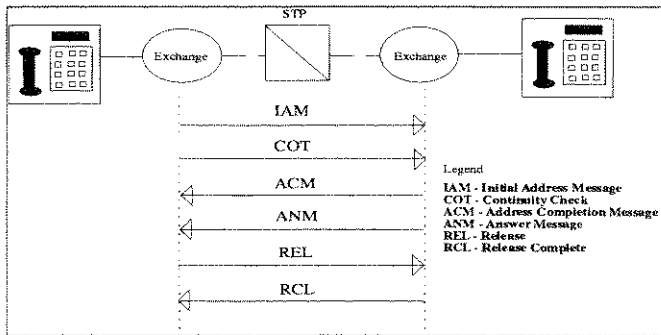 STP
Exchange
Exchange
IAM
COT
ACM
ANM
REL
RCL
Legend
IAM - Initial Address Message
COT - Continuity Check
ACM - Address Completion Message
ANM - Answer Message
REL - Release
RCL - Release Complete